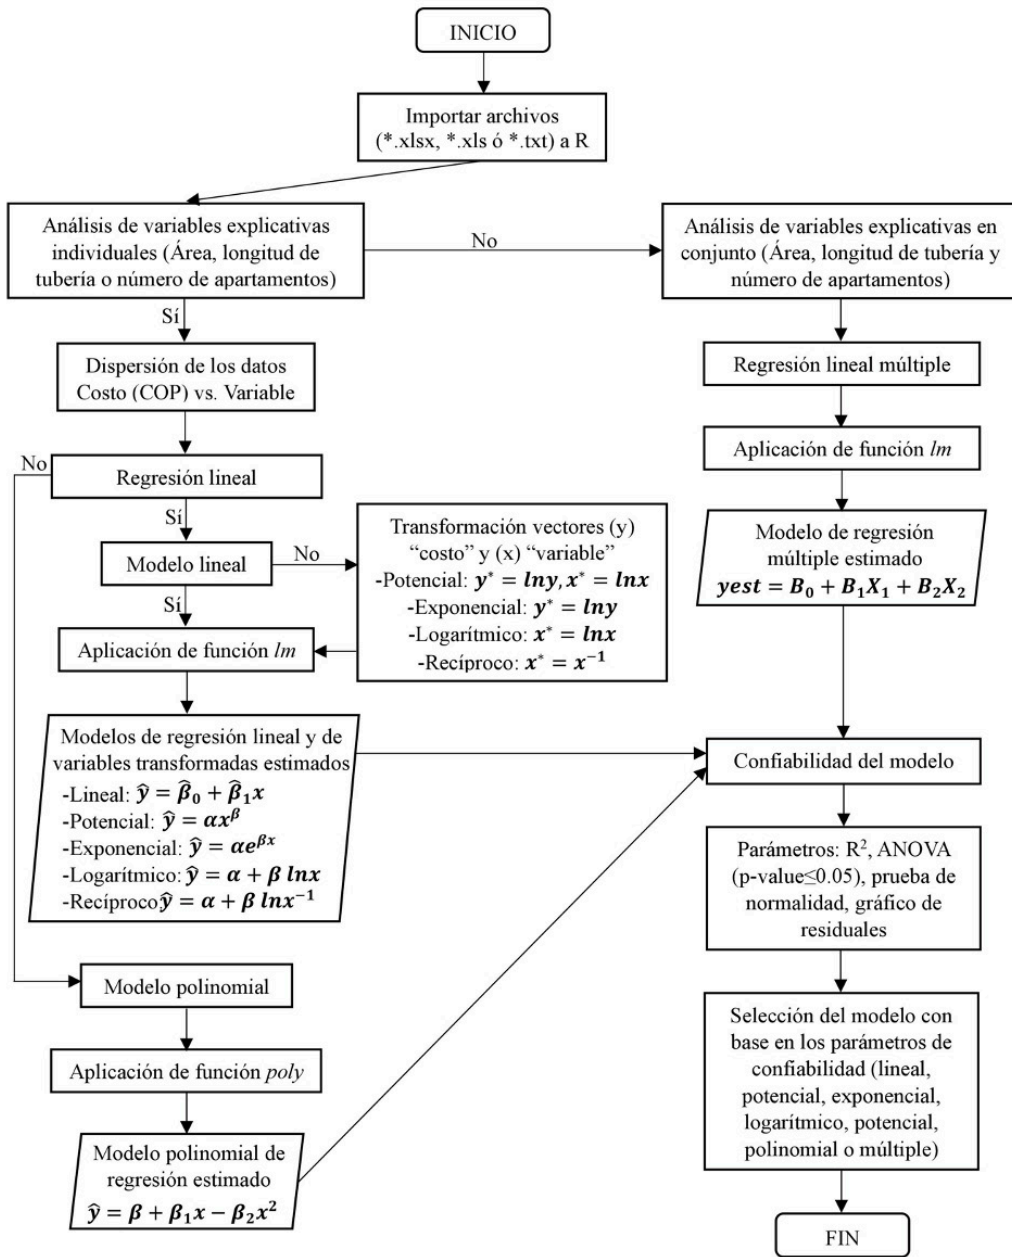 INICIO
Importar archivos
(*.xlsx, *.xls ó *.txt) a R
Análisis de variables explicativas
individuales (Área, longitud de
tubería o número de apartamentos)
No
Análisis de variables explicativas en
conjunto (Área, longitud de tubería y
número de apartamentos)
Sí
Dispersión de los datos
Costo (COP) vs. Variable
No
Regresión lineal
Sí
Modelo lineal
No
Transformación vectores (y)
“costo” y (x) “variable”
-Potencial: y* = lny, x* = lnx
-Exponencial: y* = lny
-Logarítmico: x* = lnx
-Recíproco: x* = x⁻¹
Sí
Aplicación de función lm
Modelos de regresión lineal y de
variables transformadas estimados
-Lineal: ŷ = β̂₀ + β̂₁x
-Potencial: ŷ = αx^β
-Exponencial: ŷ = αe^βx
-Logarítmico: ŷ = α + β lnx
-Recíproco: ŷ = α + β lnx⁻¹
Modelo polinomial
Aplicación de función poly
Modelo polinomial de
regresión estimado
ŷ = β + β₁x − β₂x²
Regresión lineal múltiple
Aplicación de función lm
Modelo de regresión
múltiple estimado
yest = B₀ + B₁X₁ + B₂X₂
Confiabilidad del modelo
Parámetros: R², ANOVA
(p-value≤0.05), prueba de
normalidad, gráfico de
residuales
Selección del modelo con
base en los parámetros de
confiabilidad (lineal,
potencial, exponencial,
logarítmico, potencial,
polinomial o múltiple)
FIN